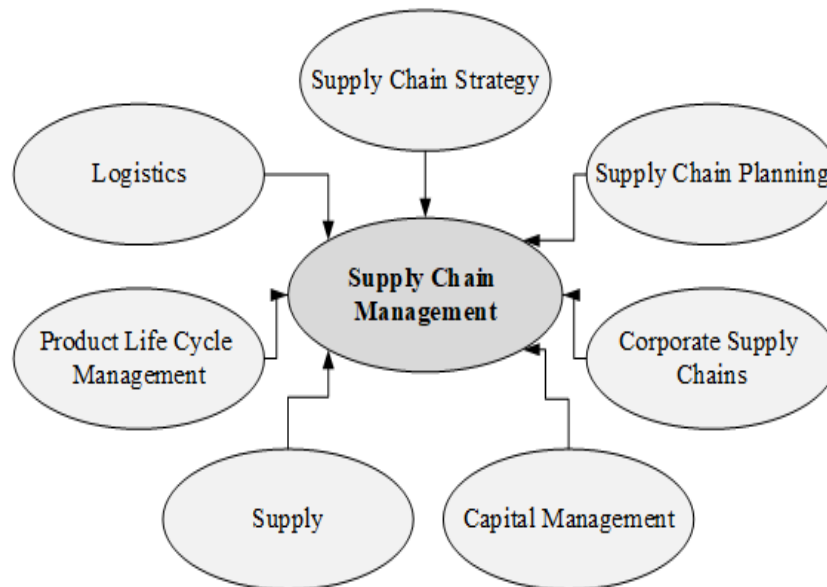 Supply Chain Strategy
Logistics
Supply Chain Planning
Supply Chain
Management
Product Life Cycle
Management
Corporate Supply
Chains
Supply
Capital Management